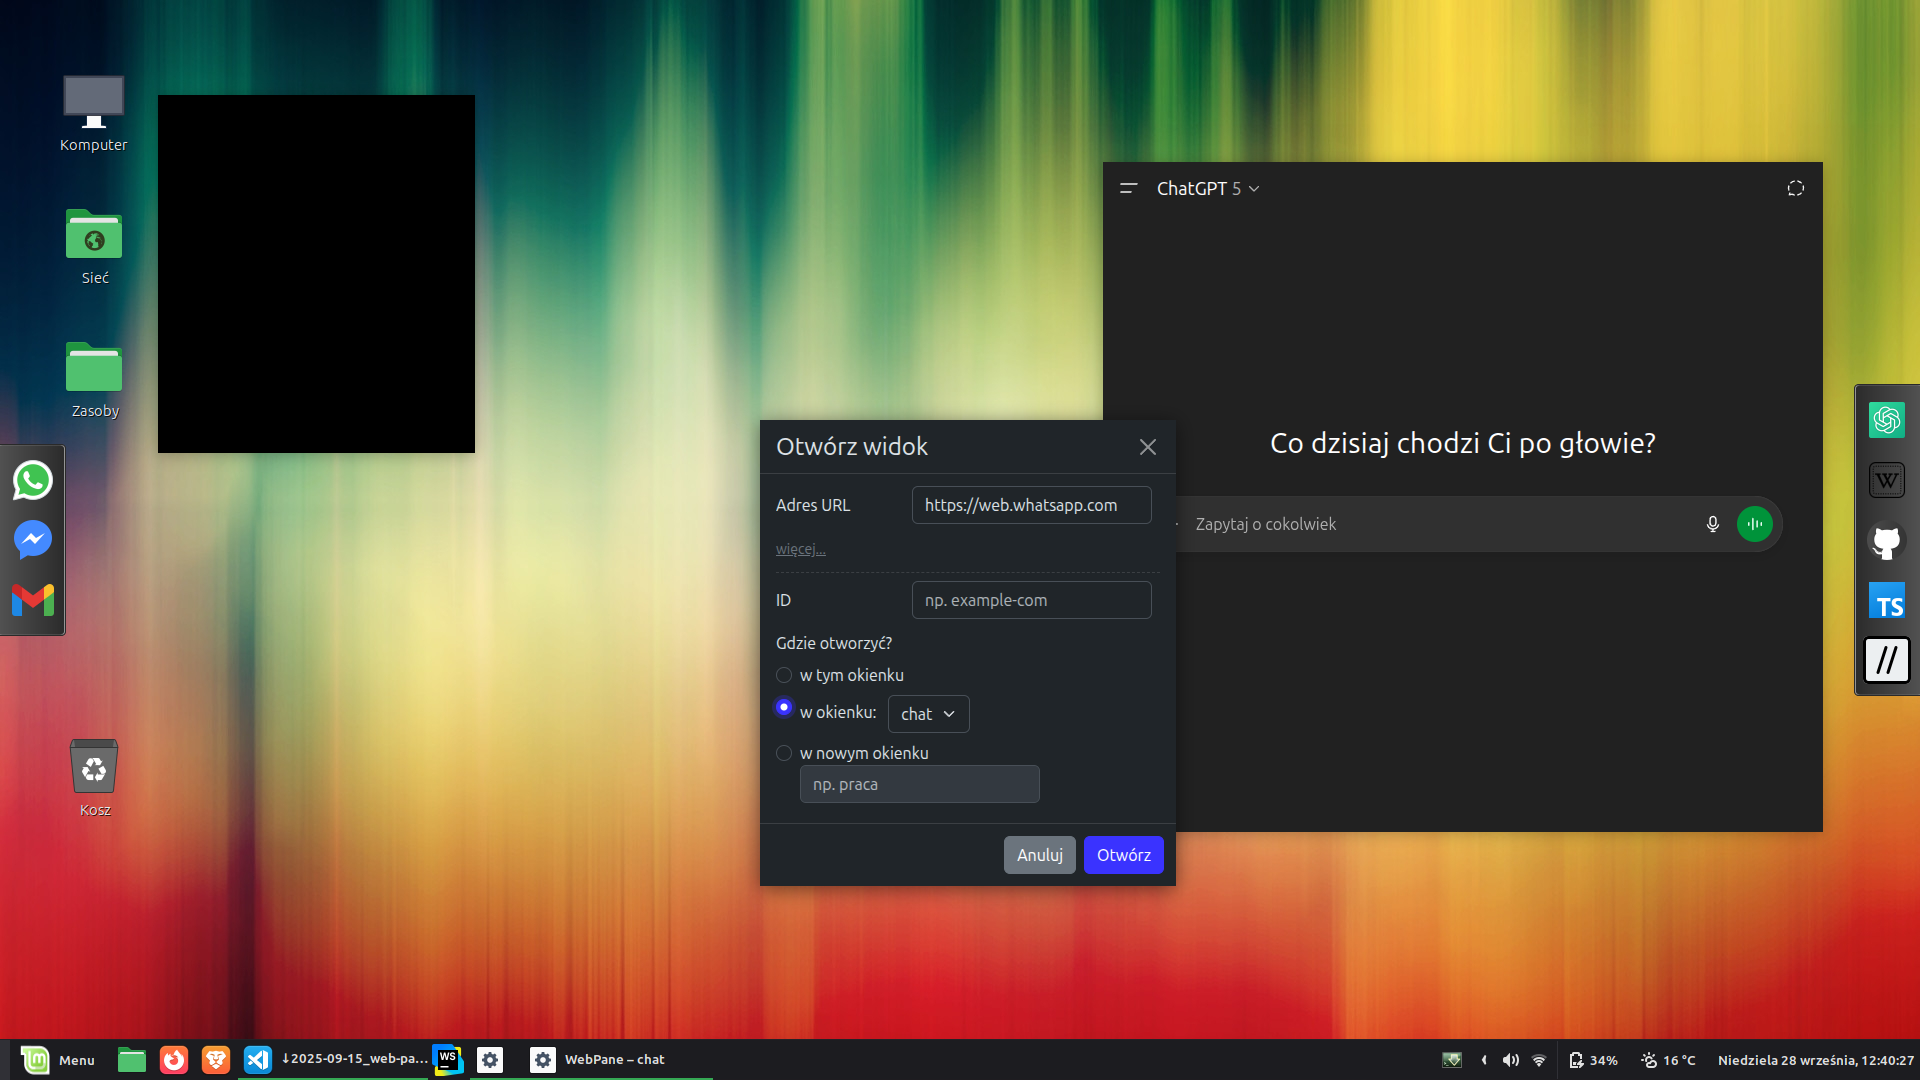 Komputer
Sieć
Zasoby
Kosz
ChatGPT 5
Co dzisiaj chodzi Ci po głowie?
Zapytaj o cokolwiek
Otwórz widok
Adres URL
https://web.whatsapp.com
więcej...
ID
np. example-com
Gdzie otworzyć?
w tym okienku
w okienku:
chat
w nowym okienku
np. praca
Anuluj
Otwórz
W
TS
//
Menu
↓2025-09-15_web-pa...
WS
WebPane – chat
34%
16 °C
Niedziela 28 września, 12:40:27